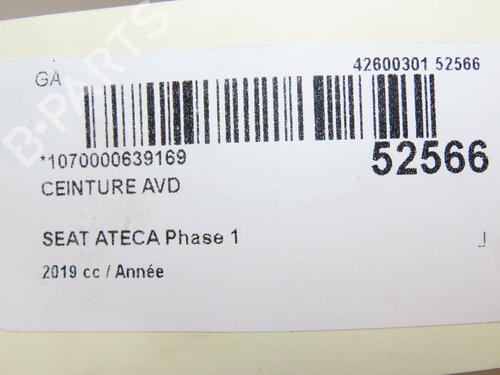 GA
42600301 52566
*1070000639169
52566
CEINTURE AVD
SEAT ATECA Phase 1
2019 cc / Année
B-PARTS